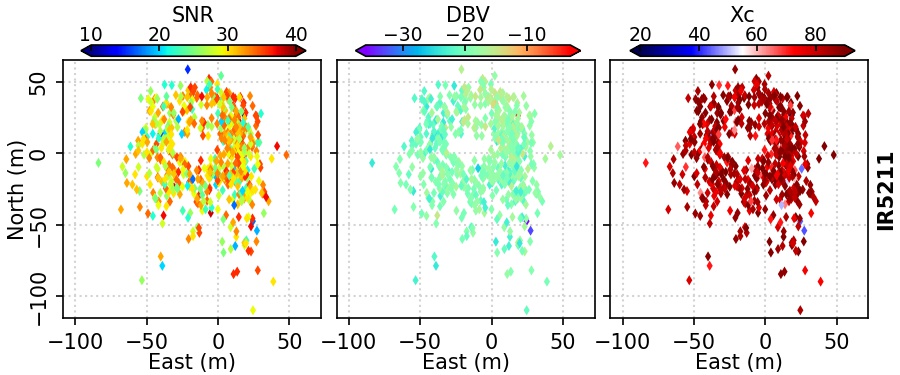 SNR DBV Xc
10 20 30 40 −30 −20 −10 20 40 60 80
50
0
−50
−100
North (m)
IR5211
−100 −50 0 50 −100 −50 0 50 −100 −50 0 50
East (m) East (m) East (m)